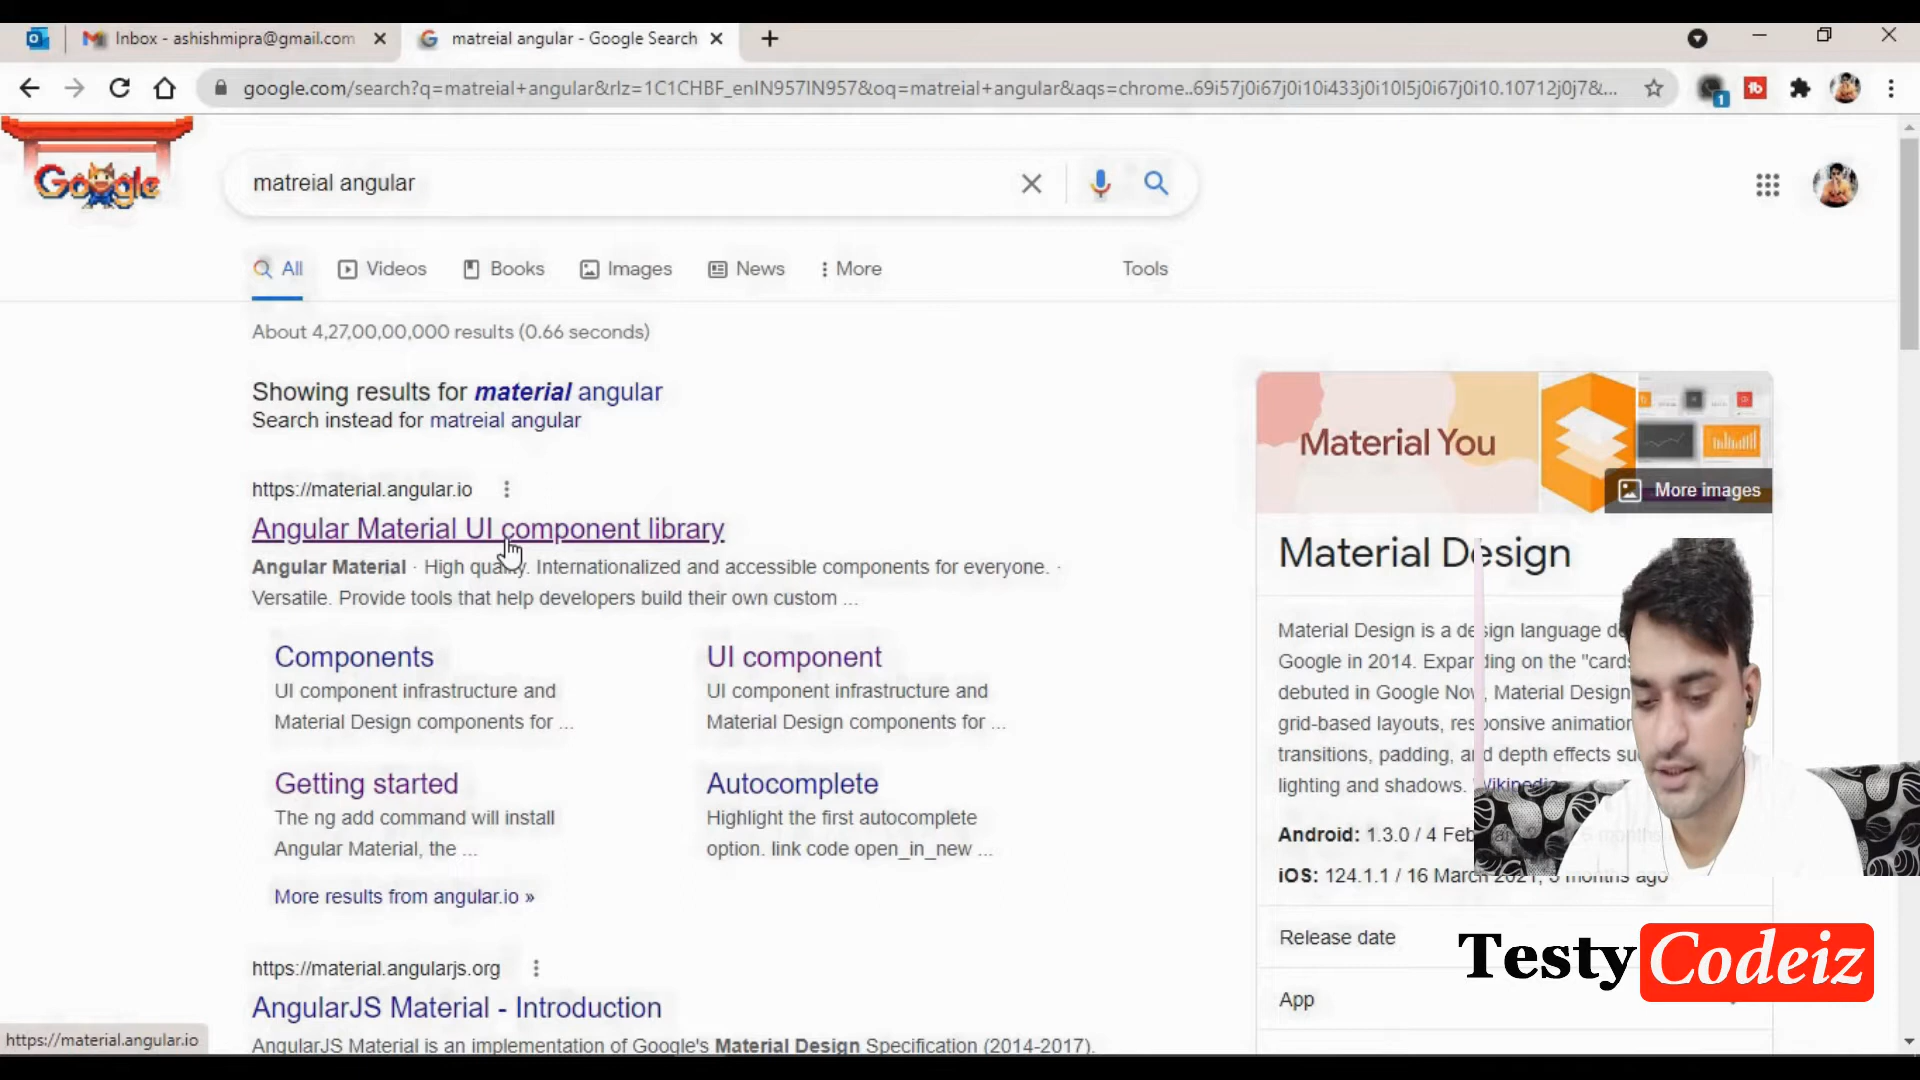 Inbox - ashishmipra@gmail.com
matreial angular - Google Search
google.com/search?q=matreial+angular&rlz=1C1CHBF_enIN957IN957&oq=matreial+angular&aqs=chrome..69i57j0i67j0i10i433j0i10l5j0i67j0i10.10712j0j7&...
1
Google
matreial angular
All
Videos
Books
Images
News
More
Tools
About 4,27,00,00,000 results (0.66 seconds)
Showing results for material angular
Search instead for matreial angular
https://material.angular.io
Angular Material UI component library
Angular Material · High quality. Internationalized and accessible components for everyone. ·
Versatile. Provide tools that help developers build their own custom ...
Components
UI component infrastructure and
Material Design components for ...
UI component
UI component infrastructure and
Material Design components for ...
Getting started
The ng add command will install
Angular Material, the ...
Autocomplete
Highlight the first autocomplete
option. link code open_in_new ...
More results from angular.io »
https://material.angularjs.org
AngularJS Material - Introduction
AngularJS Material is an implementation of Google's Material Design Specification (2014-2017).
https://material.angular.io
Material You
More images
Material Design
Material Design is a design language
Google in 2014. Expanding on the "cards
debuted in Google Now, Material Design
grid-based layouts, responsive
transitions, padding, and depth effects
lighting and shadows. Wikipedia
Android: 1.3.0 / 4
iOS: 124.1.1 / 16 March 2021, months ago
Release date
App
Testy Codeiz